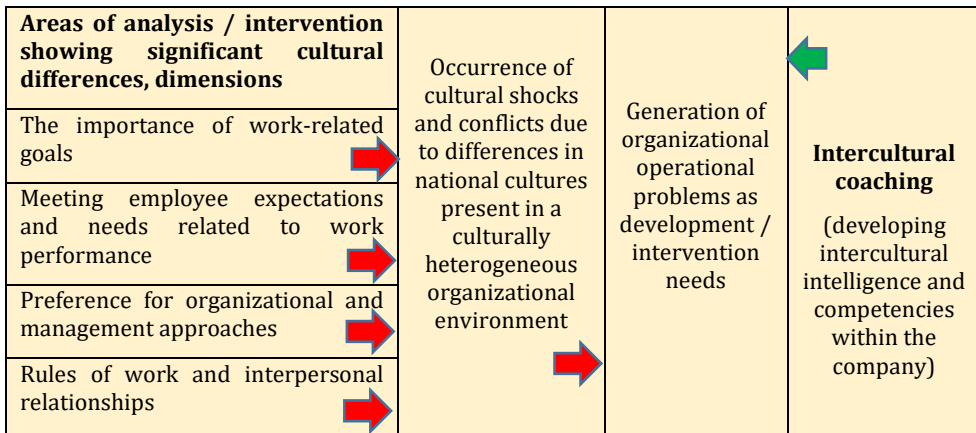 Areas of analysis / intervention
showing significant cultural
differences, dimensions
The importance of work-related
goals
Meeting employee expectations
and needs related to work
performance
Preference for organizational and
management approaches
Rules of work and interpersonal
relationships
Occurrence of
cultural shocks
and conflicts due
to differences in
national cultures
present in a
culturally
heterogeneous
organizational
environment
Generation of
organizational
operational
problems as
development /
intervention
needs
Intercultural
coaching
(developing
intercultural
intelligence and
competencies
within the
company)